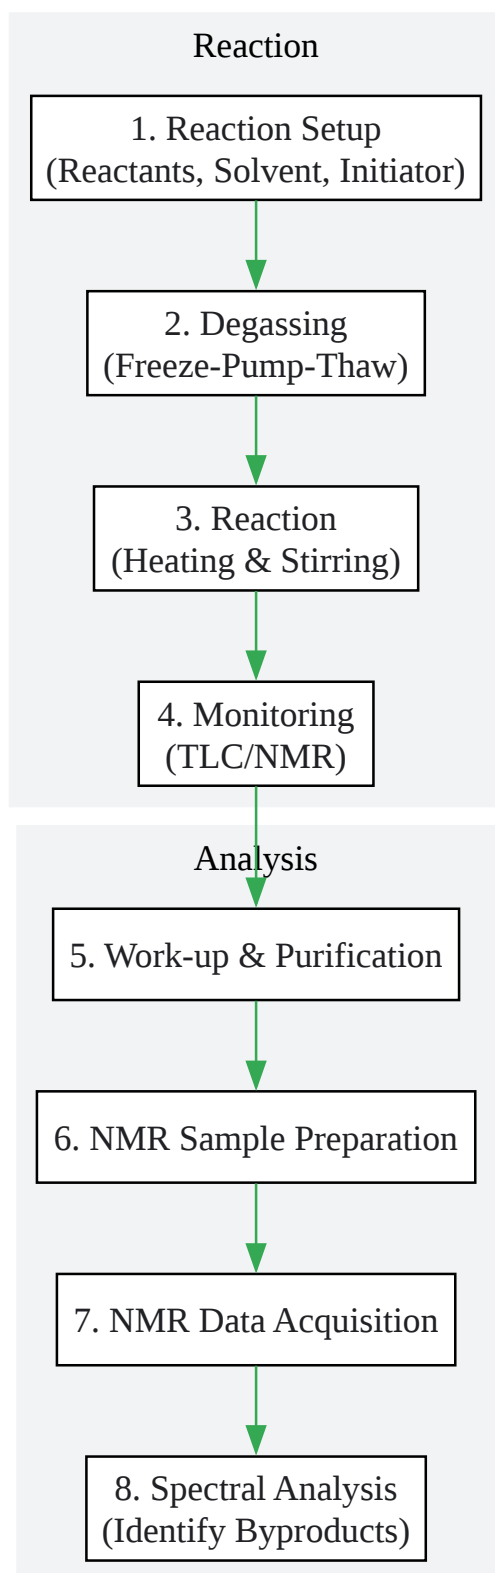 Reaction
1. Reaction Setup
(Reactants, Solvent, Initiator)
2. Degassing
(Freeze-Pump-Thaw)
3. Reaction
(Heating & Stirring)
4. Monitoring
(TLC/NMR)
Analysis
5. Work-up & Purification
6. NMR Sample Preparation
7. NMR Data Acquisition
8. Spectral Analysis
(Identify Byproducts)